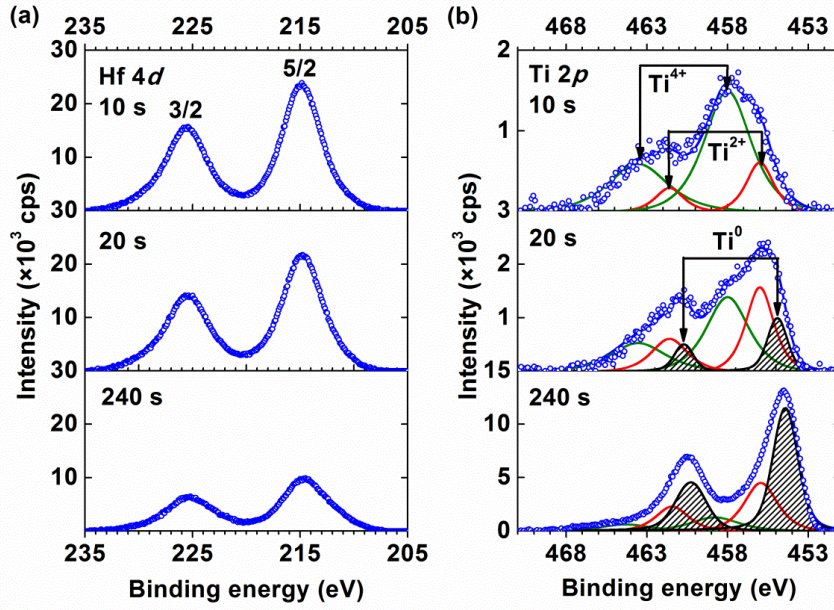 (a)
235 225 215 205
30
20
10
30
20
10
30
20
10
0
Hf 4d
10 s
3/2
5/2
20 s
240 s
235 225 215 205
Intensity (×10³ cps)
Binding energy (eV)
(b)
468 463 458 453
2
1
3
2
1
15
10
5
0
Ti 2p
10 s
Ti⁴⁺
Ti²⁺
20 s
Ti⁰
240 s
468 463 458 453
Intensity (×10³ cps)
Binding energy (eV)